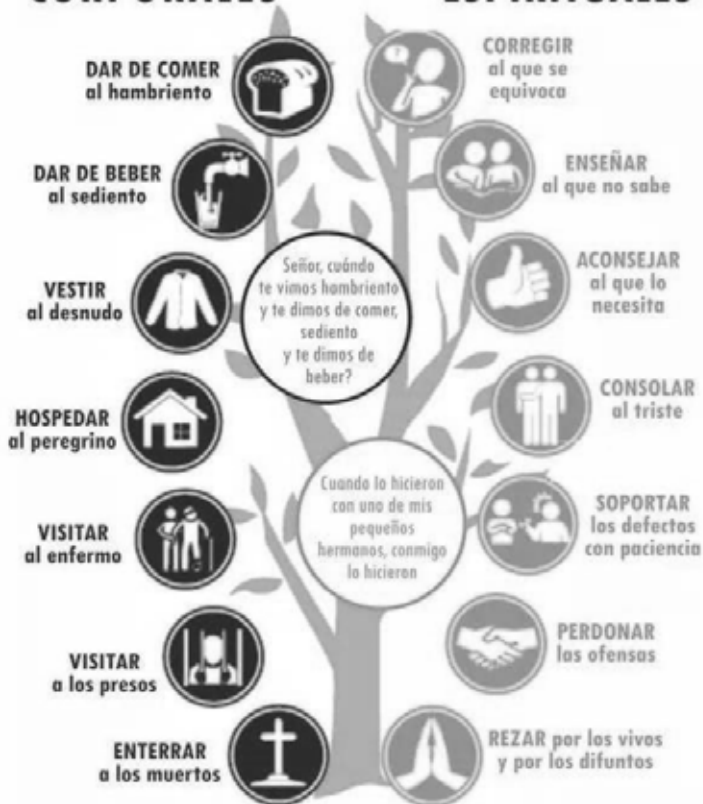 CORPORALES
DAR DE COMER
al hambriento
DAR DE BEBER
al sediento
VESTIR
al desnudo
HOSPEDAR
al peregrino
VISITAR
al enfermo
VISITAR
a los presos
ENTERRAR
a los muertos
Señor, cuándo
te vimos hambriento
y te dimos de comer,
sediento
y te dimos de
beber?
Cuando lo hicieron
con uno de mis
pequeños
hermanos, conmigo
lo hicieron
ESPIRITUALES
?
CORREGIR
al que se
equivoca
ENSEÑAR
al que no sabe
ACONSEJAR
al que lo
necesita
CONSOLAR
al triste
SOPORTAR
los defectos
con paciencia
PERDONAR
las ofensas
REZAR por los vivos
y por los difuntos